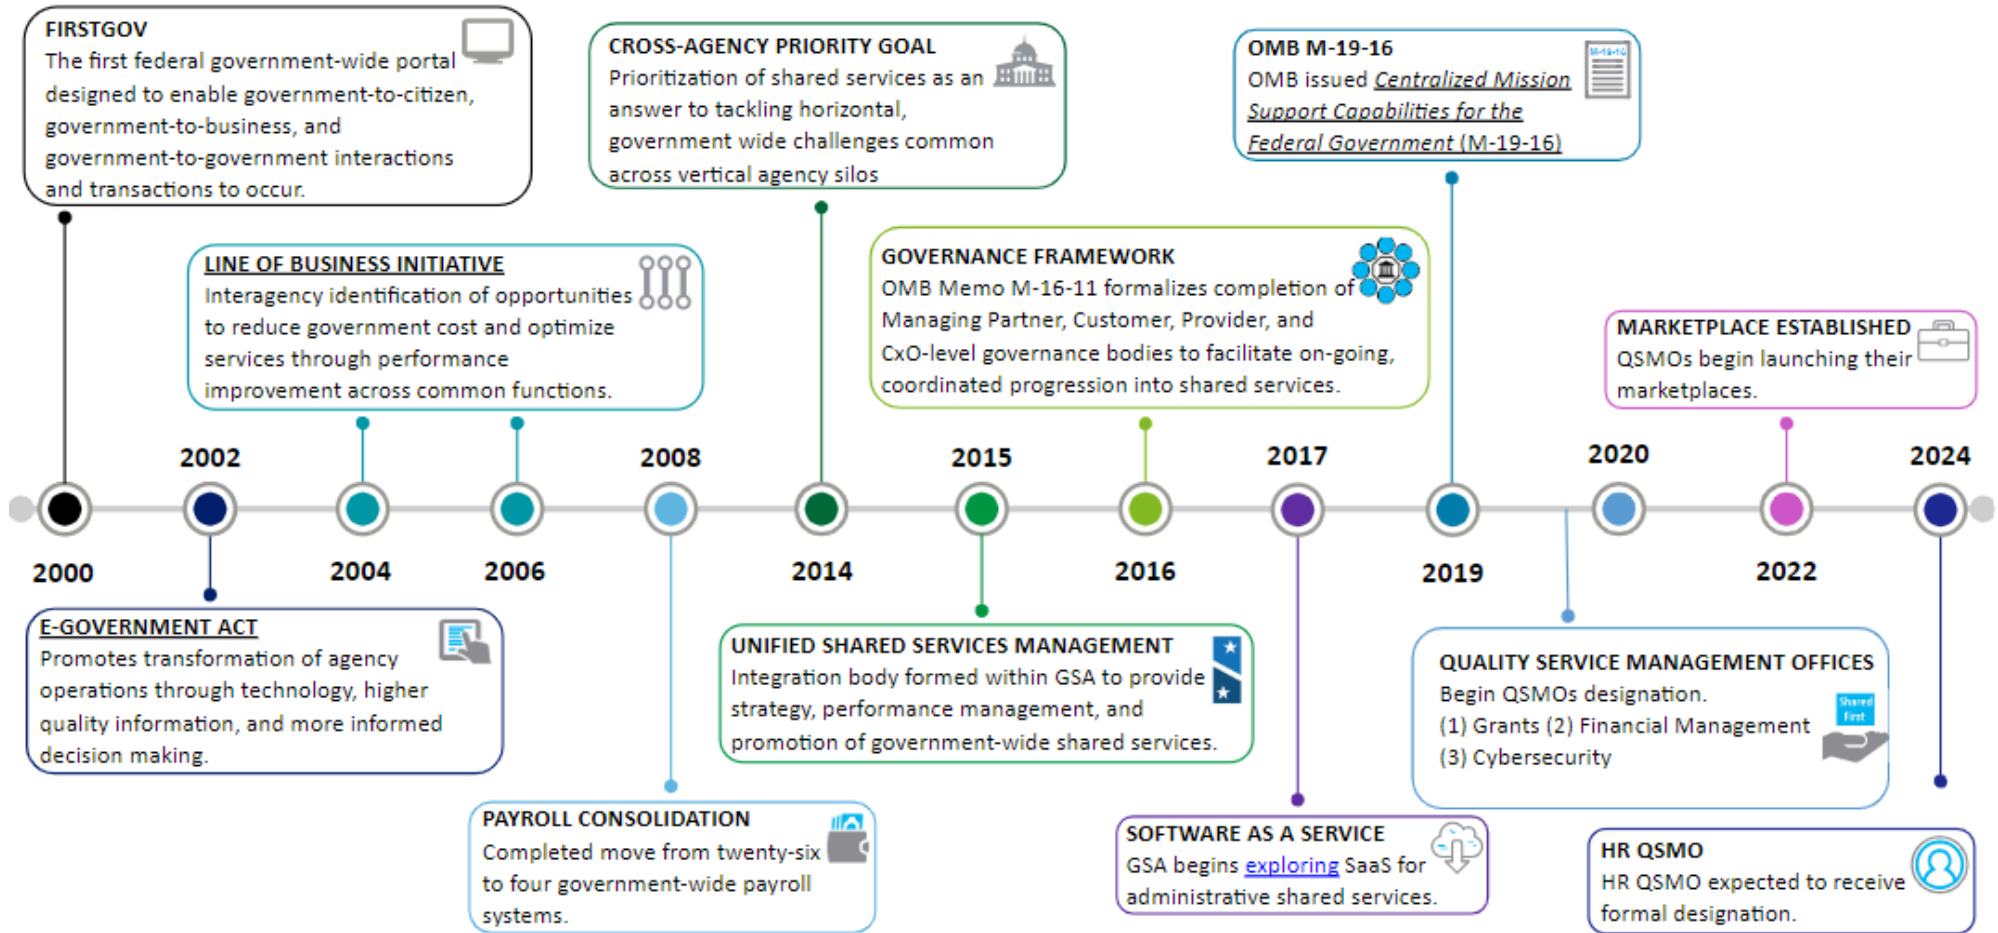 FIRSTGOV
The first federal government-wide portal
designed to enable government-to-citizen,
government-to-business, and
government-to-government interactions
and transactions to occur.
CROSS-AGENCY PRIORITY GOAL
Prioritization of shared services as an
answer to tackling horizontal,
government wide challenges common
across vertical agency silos
OMB M-19-16
OMB issued Centralized Mission
Support Capabilities for the
Federal Government (M-19-16)
M-19-16
LINE OF BUSINESS INITIATIVE
Interagency identification of opportunities
to reduce government cost and optimize
services through performance
improvement across common functions.
GOVERNANCE FRAMEWORK
OMB Memo M-16-11 formalizes completion of
Managing Partner, Customer, Provider, and
CxO-level governance bodies to facilitate on-going,
coordinated progression into shared services.
MARKETPLACE ESTABLISHED
QSMOs begin launching their
marketplaces.
2002
2008
2015
2017
2020
2024
2000
2004
2006
2014
2016
2019
2022
E-GOVERNMENT ACT
Promotes transformation of agency
operations through technology, higher
quality information, and more informed
decision making.
UNIFIED SHARED SERVICES MANAGEMENT
Integration body formed within GSA to provide
strategy, performance management, and
promotion of government-wide shared services.
QUALITY SERVICE MANAGEMENT OFFICES
Begin QSMOs designation.
(1) Grants (2) Financial Management
(3) Cybersecurity
Shared
First
PAYROLL CONSOLIDATION
Completed move from twenty-six
to four government-wide payroll
systems.
SOFTWARE AS A SERVICE
GSA begins exploring SaaS for
administrative shared services.
HR QSMO
HR QSMO expected to receive
formal designation.